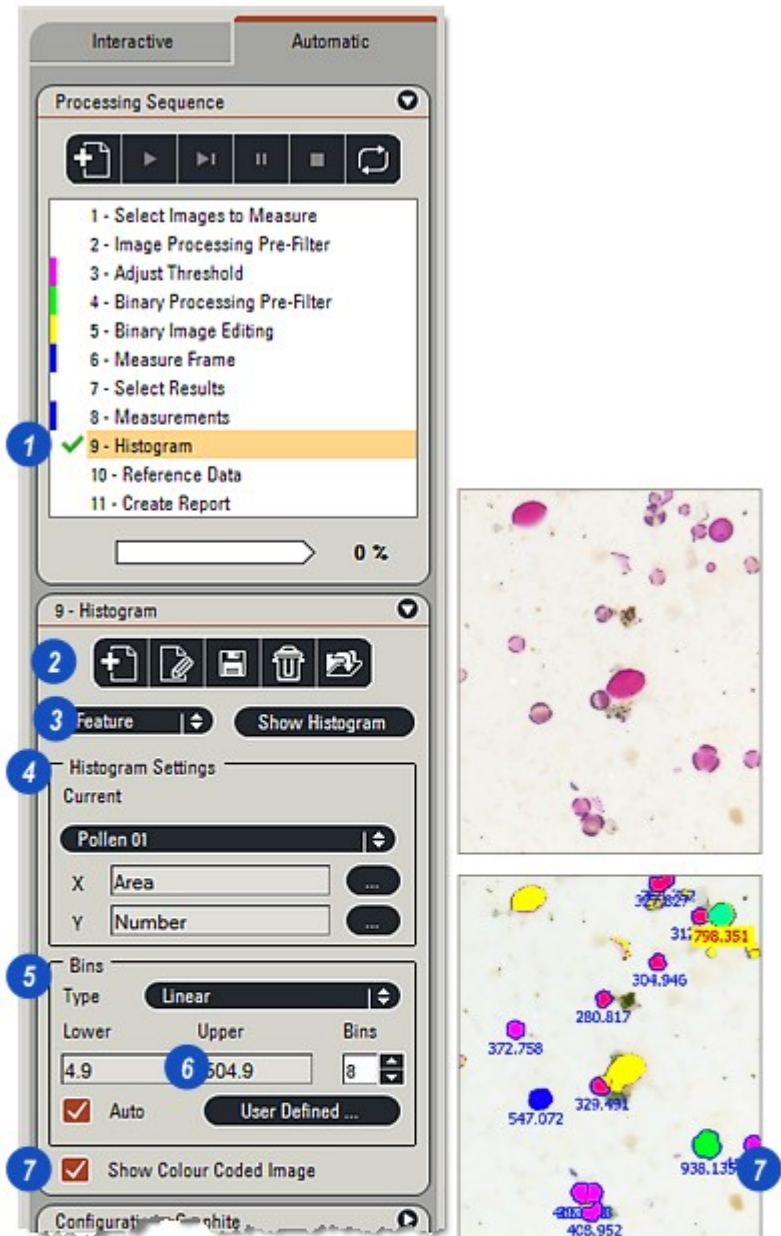 Interactive Automatic
Processing Sequence
1 - Select Images to Measure
2 - Image Processing Pre-Filter
3 - Adjust Threshold
4 - Binary Processing Pre-Filter
5 - Binary Image Editing
6 - Measure Frame
7 - Select Results
8 - Measurements
1 9 - Histogram
10 - Reference Data
11 - Create Report
0 %
9 - Histogram
2
3 Feature Show Histogram
4 Histogram Settings
Current
Pollen 01
X Area ...
Y Number ...
5 Bins
Type Linear
Lower Upper Bins
4.9 6 504.9 8
Auto User Defined ...
7 Show Colour Coded Image
798.351
304.946
280.817
372.758
329.491
547.072
938.135
7
408.952